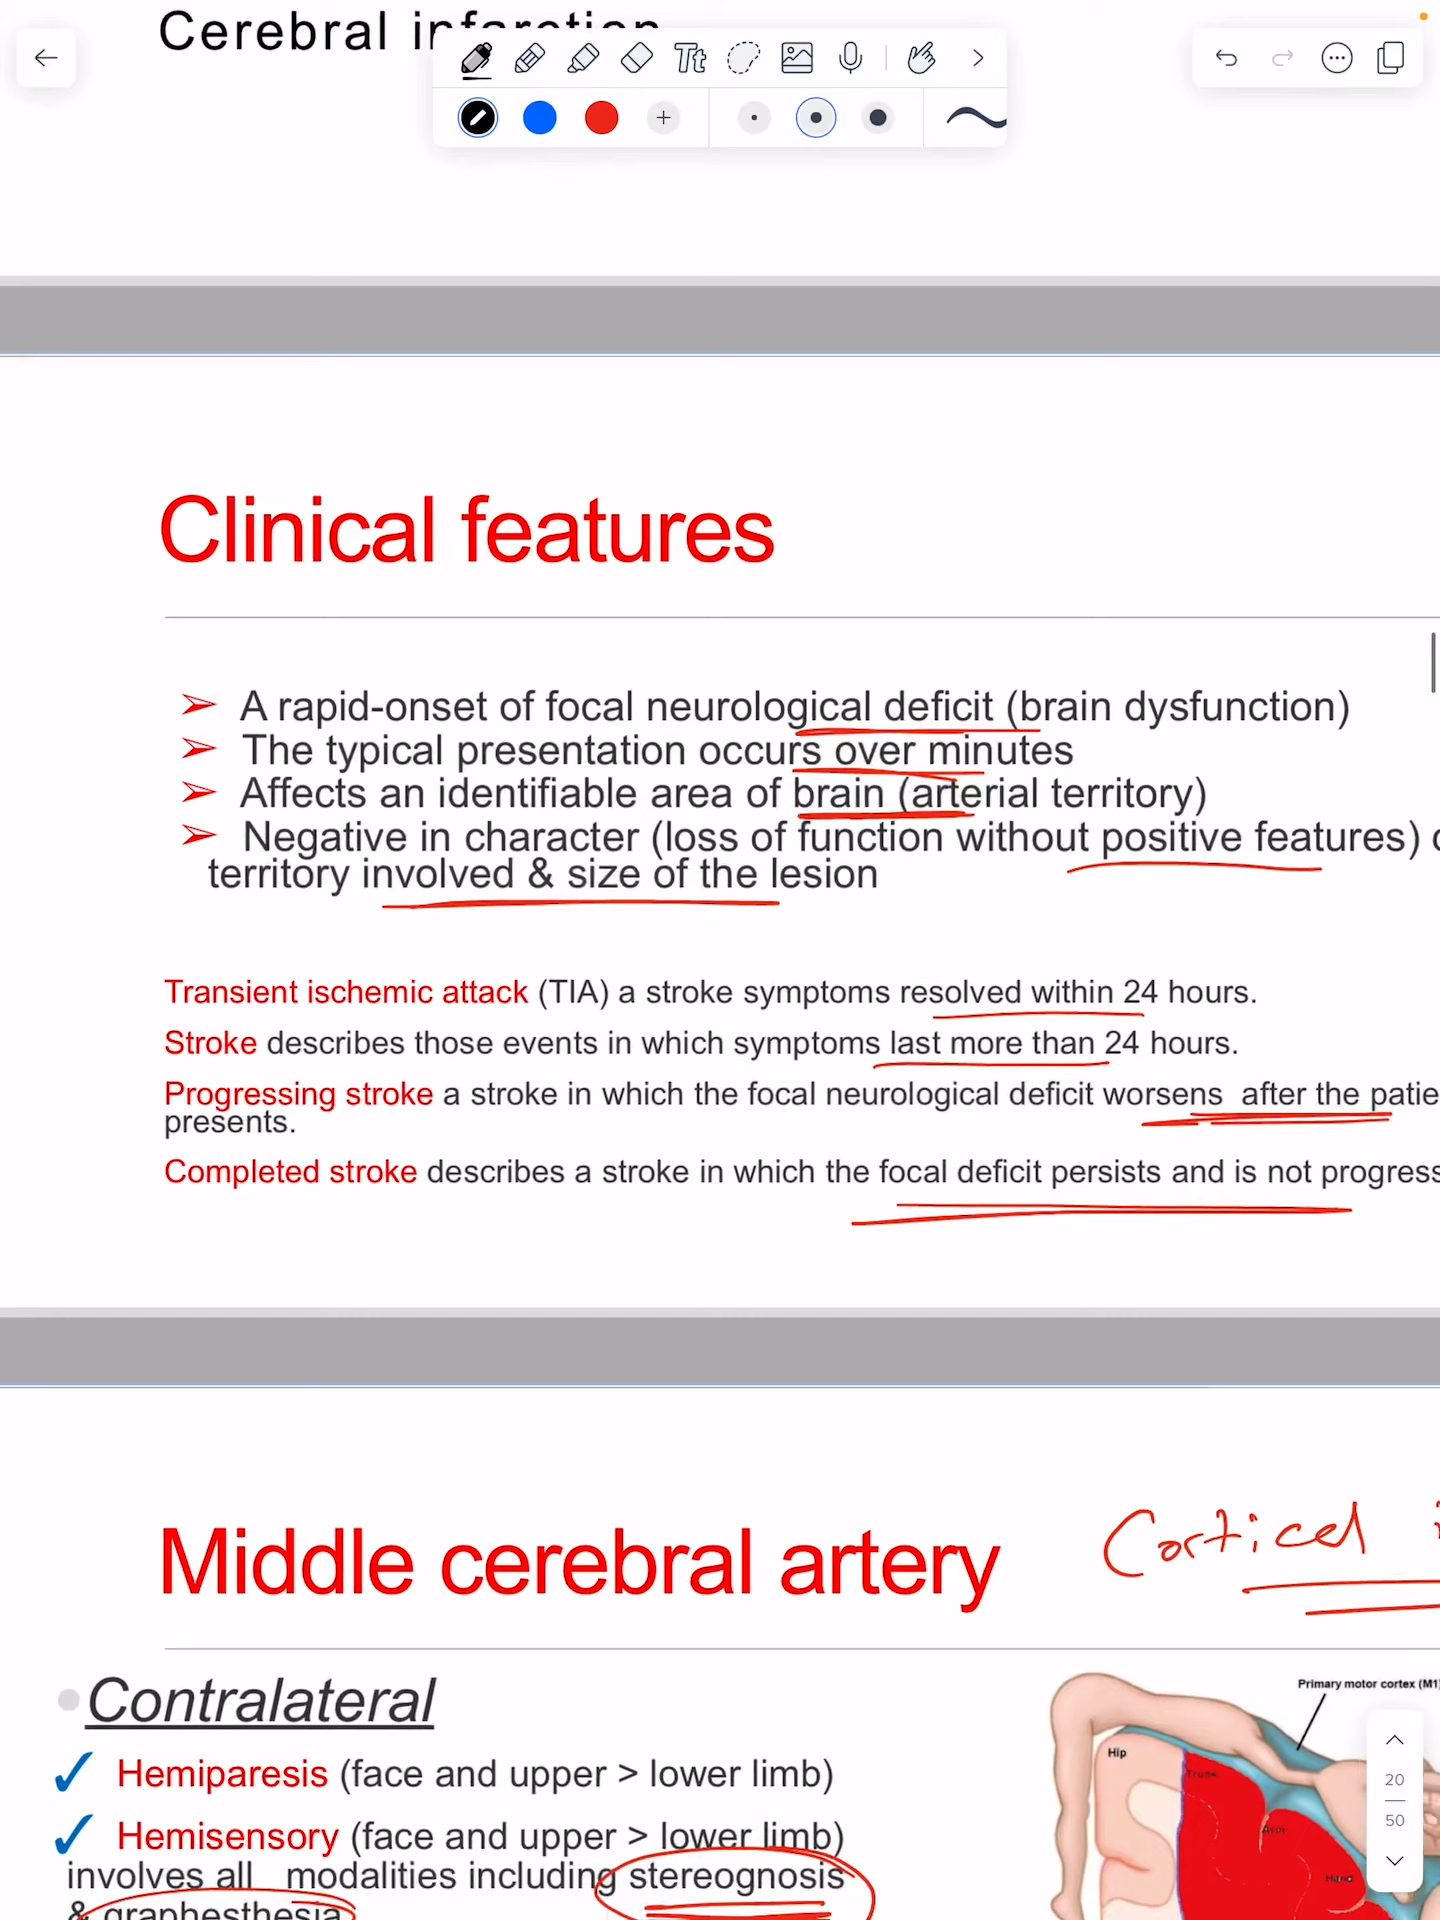 Cerebral infarction
Tt
Clinical features
➢ A rapid-onset of focal neurological deficit (brain dysfunction)
➢ The typical presentation occurs over minutes
➢ Affects an identifiable area of brain (arterial territory)
➢ Negative in character (loss of function without positive features)
territory involved & size of the lesion
Transient ischemic attack (TIA) a stroke symptoms resolved within 24 hours.
Stroke describes those events in which symptoms last more than 24 hours.
Progressing stroke a stroke in which the focal neurological deficit worsens after the patie
presents.
Completed stroke describes a stroke in which the focal deficit persists and is not progress
Middle cerebral artery
Cortical
• Contralateral
✓ Hemiparesis (face and upper > lower limb)
✓ Hemisensory (face and upper > lower limb)
involves all modalities including stereognosis
& graphesthesia
Primary motor cortex (M1)
Hip
Trunk
Arm
Hand
20
50